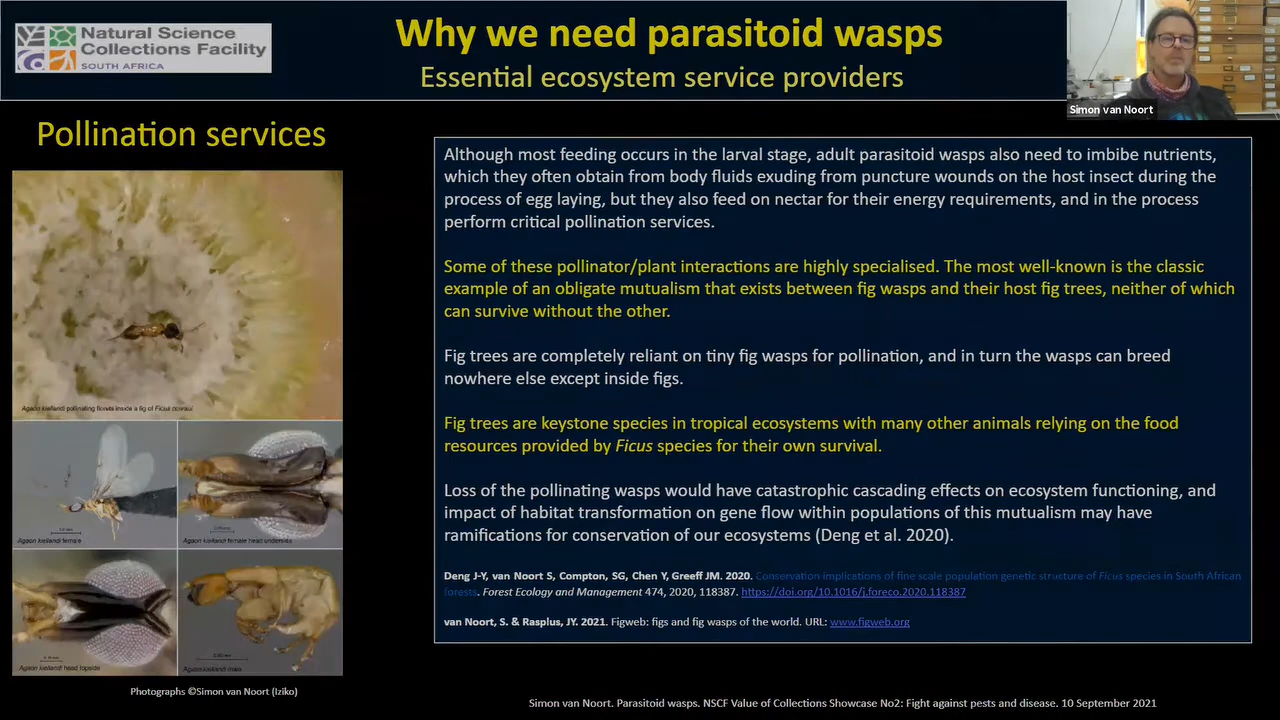 Natural Science
Collections Facility
SOUTH AFRICA
Why we need parasitoid wasps
Essential ecosystem service providers
Simon van Noort
Pollination services
Although most feeding occurs in the larval stage, adult parasitoid wasps also need to imbibe nutrients,
which they often obtain from body fluids exuding from puncture wounds on the host insect during the
process of egg laying, but they also feed on nectar for their energy requirements, and in the process
perform critical pollination services.
Some of these pollinator/plant interactions are highly specialised. The most well-known is the classic
example of an obligate mutualism that exists between fig wasps and their host fig trees, neither of which
can survive without the other.
Fig trees are completely reliant on tiny fig wasps for pollination, and in turn the wasps can breed
nowhere else except inside figs.
Fig trees are keystone species in tropical ecosystems with many other animals relying on the food
resources provided by Ficus species for their own survival.
Loss of the pollinating wasps would have catastrophic cascading effects on ecosystem functioning, and
impact of habitat transformation on gene flow within populations of this mutualism may have
ramifications for conservation of our ecosystems (Deng et al. 2020).
Deng J-Y, van Noort S, Compton, SG, Chen Y, Greeff JM. 2020. Conservation implications of fine scale population genetic structure of Ficus species in South African
forests. Forest Ecology and Management 474, 2020, 118387. https://doi.org/10.1016/j.foreco.2020.118387
van Noort, S. & Rasplus, JY. 2021. Figweb: figs and fig wasps of the world. URL: www.figweb.org
Agaon kiellandi pollinating florets inside a fig of Ficus
Agaon kiellandi female
Agaon kiellandi female head underside
Agaon kiellandi head topside
Agaon kiellandi male
Photographs ©Simon van Noort (Iziko)
Simon van Noort. Parasitoid wasps. NSCF Value of Collections Showcase No2: Fight against pests and disease. 10 September 2021